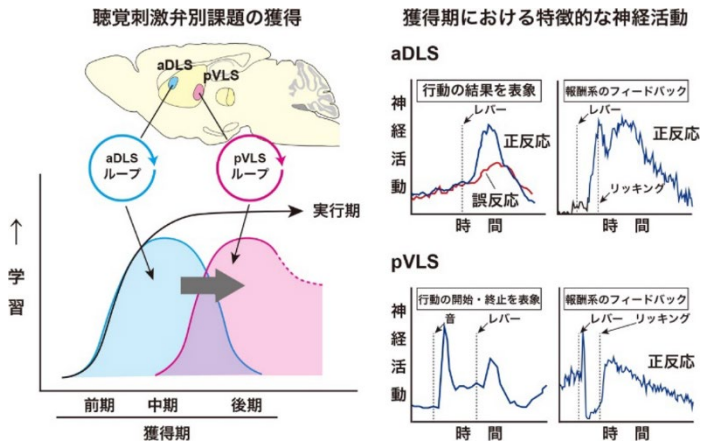 聴覚刺激弁別課題の獲得
aDLS
pVLS
aDLS
ループ
pVLS
ループ
実行期
↑
学習
前期 中期 後期
獲得期
獲得期における特徴的な神経活動
aDLS
行動の結果を表象
レバー
正反応
誤反応
神経活動
時 間
報酬系のフィードバック
レバー
正反応
リッキング
時 間
pVLS
行動の開始・終止を表象
音
レバー
神経活動
時 間
報酬系のフィードバック
レバー リッキング
正反応
時 間